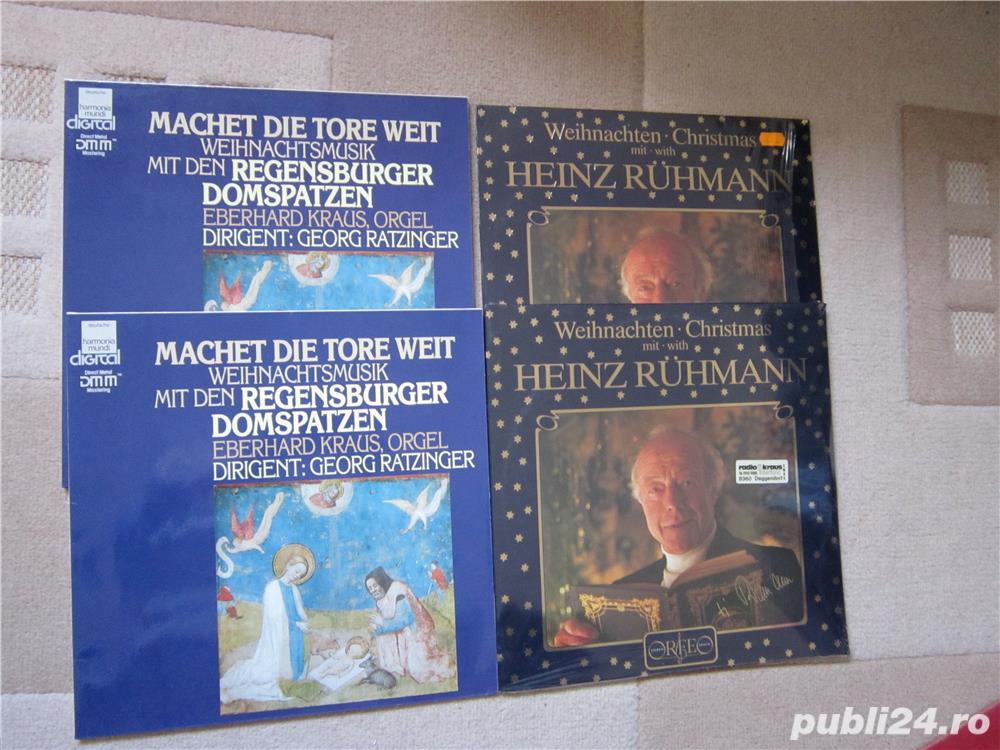 deutsche
harmonia
mundi
digital
Direct Metal
DMM™
Mastering
MACHET DIE TORE WEIT
WEIHNACHTSMUSIK
MIT DEN REGENSBURGER
DOMSPATZEN
EBERHARD KRAUS, ORGEL
DIRIGENT: GEORG RATZINGER
Weihnachten · Christmas
mit · with
HEINZ RÜHMANN
deutsche
harmonia
mundi
digital
Direct Metal
DMM™
Mastering
MACHET DIE TORE WEIT
WEIHNACHTSMUSIK
MIT DEN REGENSBURGER
DOMSPATZEN
EBERHARD KRAUS, ORGEL
DIRIGENT: GEORG RATZINGER
Weihnachten · Christmas
mit · with
HEINZ RÜHMANN
radio kraus
8360 Deggendorf
ORFEO
publi24.ro